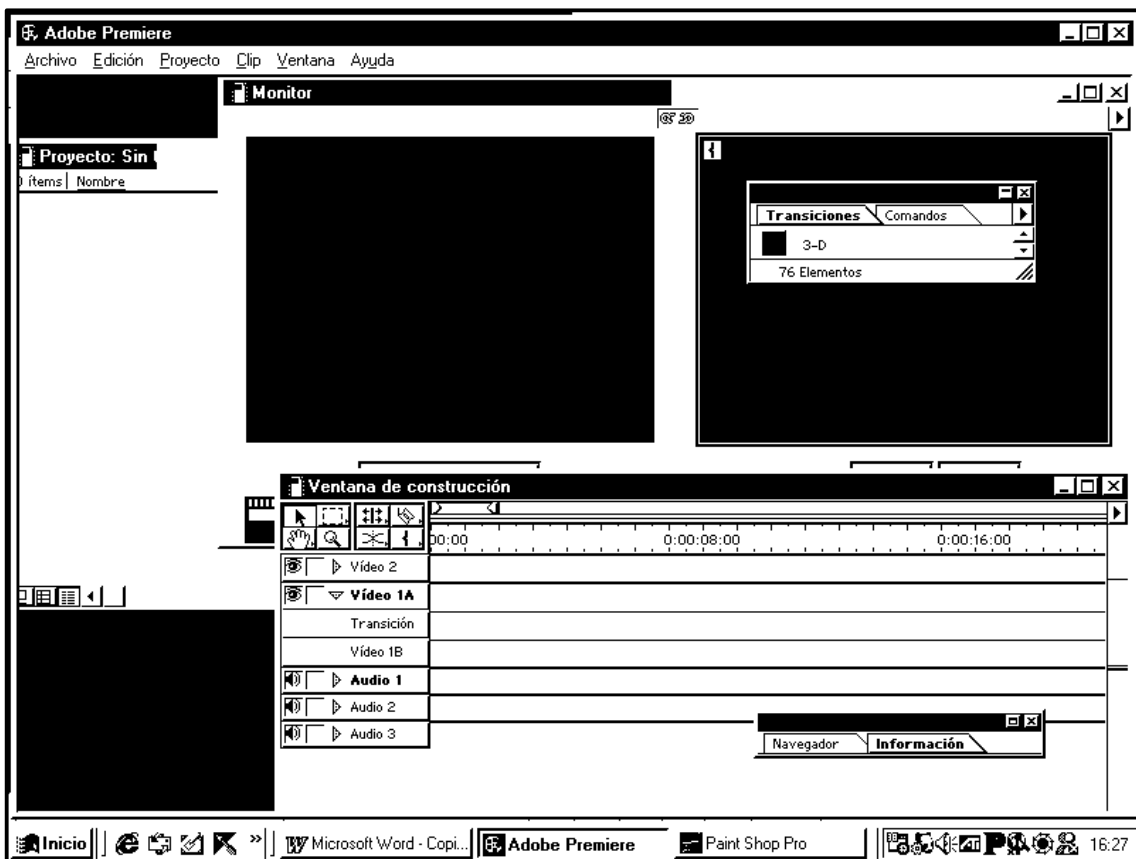 Adobe Premiere
Archivo Edición Proyecto Clip Ventana Ayuda
Monitor
Proyecto: Sin
ítems Nombre
Transiciones Comandos
3-D
76 Elementos
Ventana de construcción
00:00 0:00:08:00 0:00:16:00
Vídeo 2
Vídeo 1A
Transición
Vídeo 1B
Audio 1
Audio 2
Audio 3
Navegador Información
Inicio » Microsoft Word - Copi... Adobe Premiere Paint Shop Pro 16:27